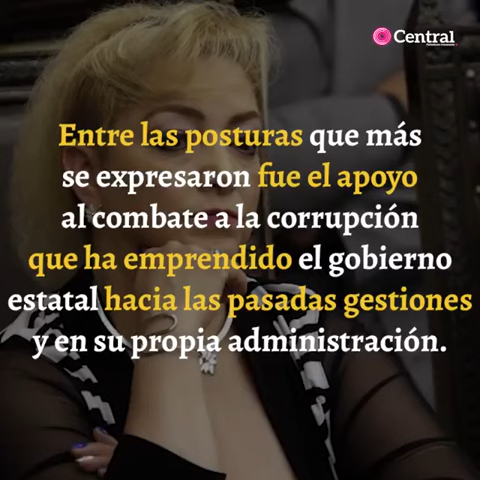 Central
Entre las posturas que más
se expresaron fue el apoyo
al combate a la corrupción
que ha emprendido el gobierno
estatal hacia las pasadas gestiones
y en su propia administración.